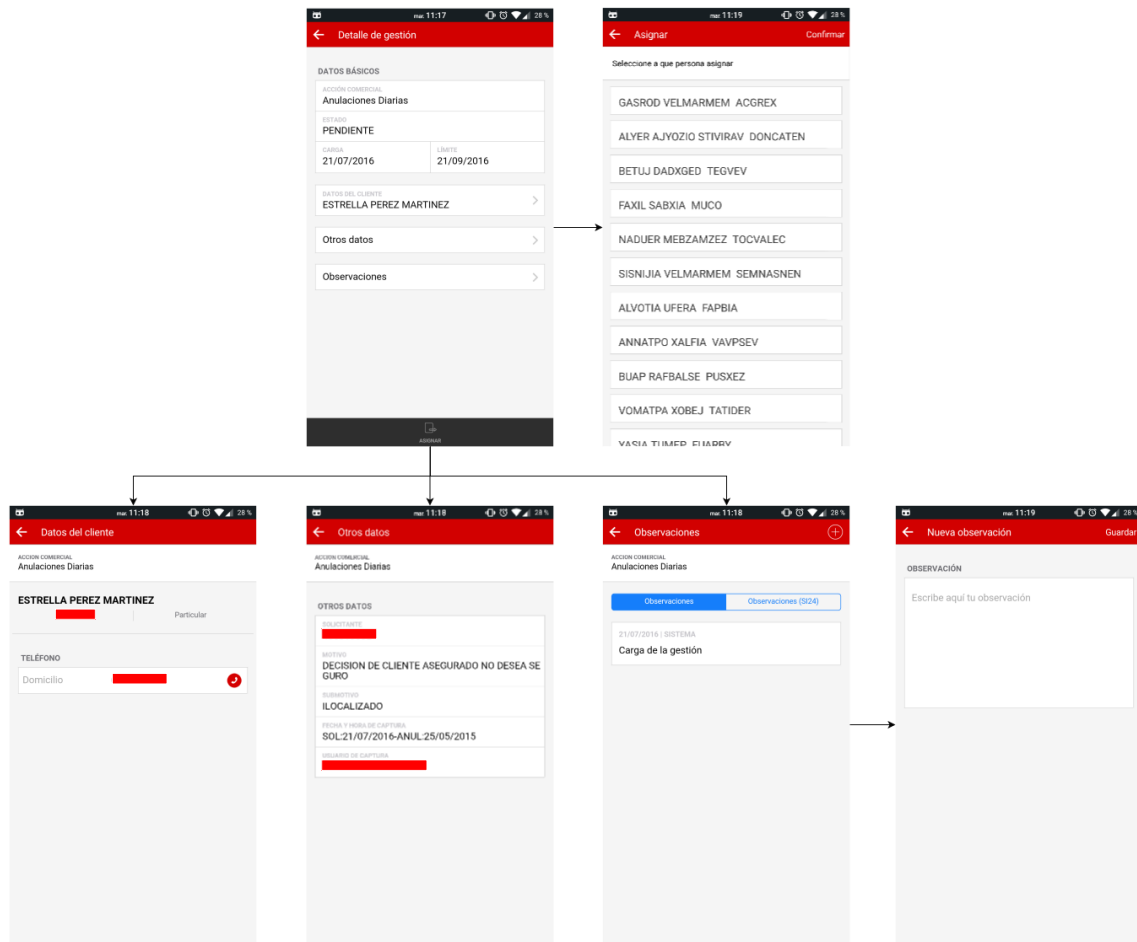 mar. 11:17 28 %
Detalle de gestión
DATOS BÁSICOS
ACCIÓN COMERCIAL
Anulaciones Diarias
ESTADO
PENDIENTE
CARGA LÍMITE
21/07/2016 21/09/2016
DATOS DEL CLIENTE
ESTRELLA PEREZ MARTINEZ
Otros datos
Observaciones
ASIGNAR
mar. 11:19 28 %
Asignar Confirmar
Seleccione a que persona asignar
GASROD VELMARMEM ACGREX
ALYER AJYOZIO STIVIRAV DONCATEN
BETUJ DADXGED TEGVEV
FAXIL SABXIA MUCO
NADUER MEBZAMZEZ TOCVALEC
SISNIJIA VELMARMEM SEMNASNEN
ALVOTIA UFERA FAPBIA
ANNATPO XALFIA VAVPSEV
BUAP RAFBALSE PUSXEZ
VOMATPA XOBEJ TATIDER
YASIA TUMEP
mar. 11:18 28 %
Datos del cliente
ACCION COMERCIAL
Anulaciones Diarias
ESTRELLA PEREZ MARTINEZ
Particular
TELÉFONO
Domicilio
mar. 11:18 28 %
Otros datos
ACCION COMERCIAL
Anulaciones Diarias
OTROS DATOS
SOLICITANTE
MOTIVO
DECISION DE CLIENTE ASEGURADO NO DESEA SE
GURO
SUBMOTIVO
ILOCALIZADO
FECHA Y HORA DE CAPTURA
SOL:21/07/2016-ANUL:25/05/2015
USUARIO DE CAPTURA
mar. 11:18 28 %
Observaciones
ACCION COMERCIAL
Anulaciones Diarias
Observaciones Observaciones (SI24)
21/07/2016 | SISTEMA
Carga de la gestión
mar. 11:19 28 %
Nueva observación Guardar
OBSERVACIÓN
Escribe aquí tu observación